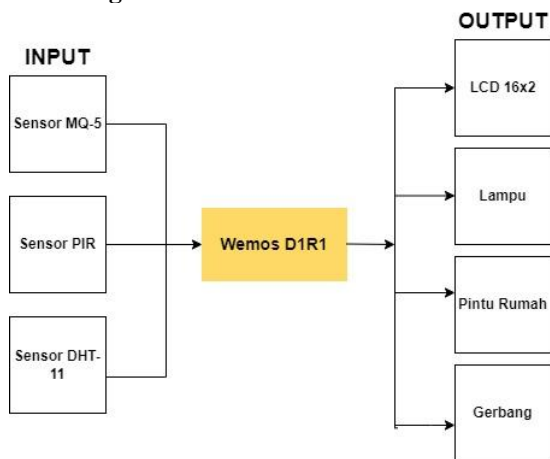 OUTPUT
INPUT
LCD 16x2
Sensor MQ-5
Lampu
Sensor PIR
Wemos D1R1
Pintu Rumah
Sensor DHT-
11
Gerbang